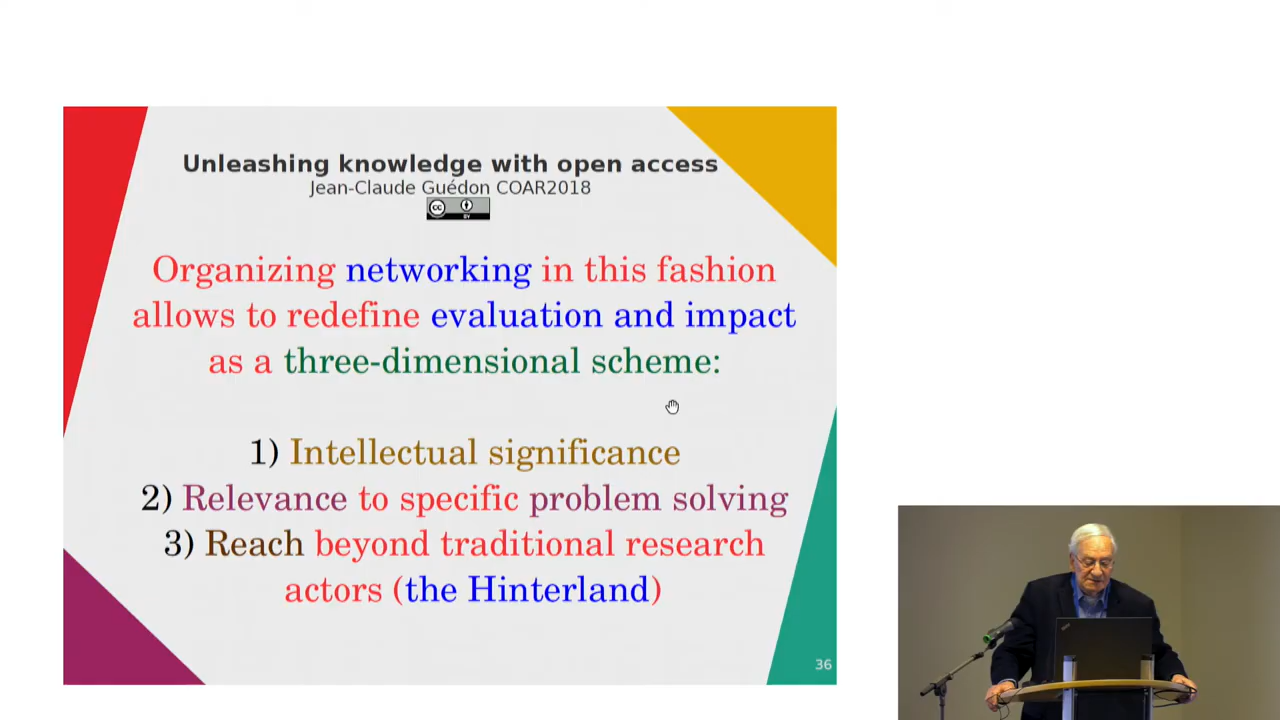 Unleashing knowledge with open access
Jean-Claude Guédon COAR2018
cc
BY
Organizing networking in this fashion
allows to redefine evaluation and impact
as a three-dimensional scheme:
1) Intellectual significance
2) Relevance to specific problem solving
3) Reach beyond traditional research
actors (the Hinterland)
36